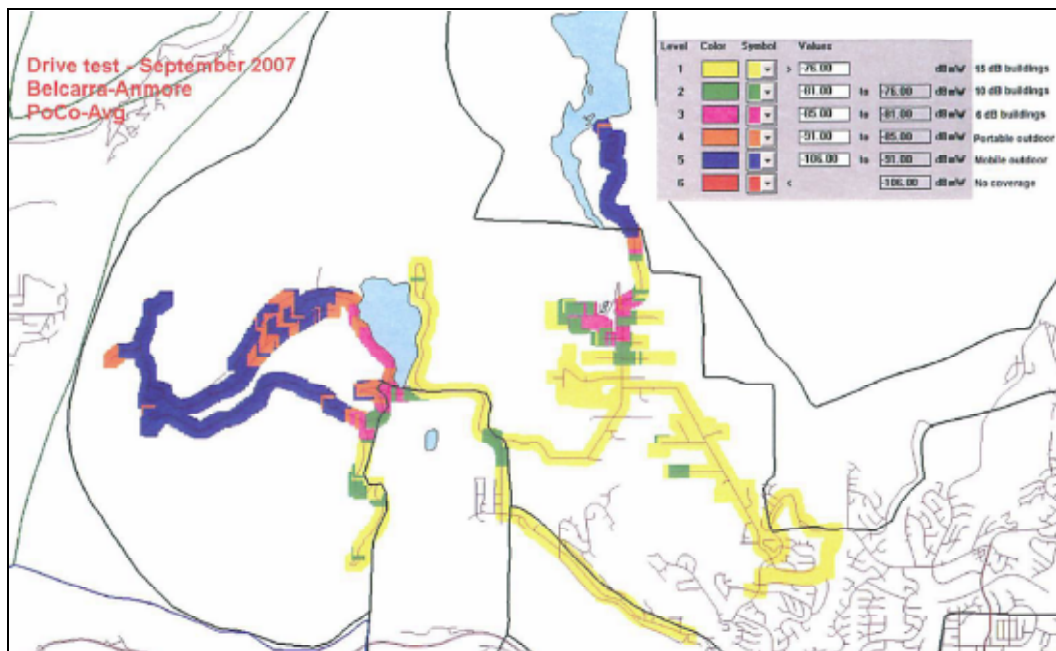 Drive test - September 2007
Belcarra-Anmore
PoCo-Avg
Level Color Symbol Values
1 > -76.00 dBmW 15 dB buildings
2 -81.00 to -76.00 dBmW 10 dB buildings
3 -85.00 to -81.00 dBmW 6 dB buildings
4 -91.00 to -85.00 dBmW Portable outdoor
5 -106.00 to -91.00 dBmW Mobile outdoor
6 < -106.00 dBmW No coverage